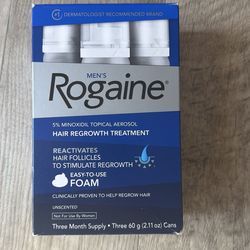 #1 DERMATOLOGIST RECOMMENDED BRAND
MEN'S
Rogaine®
5% MINOXIDIL TOPICAL AEROSOL
HAIR REGROWTH TREATMENT
REACTIVATES
HAIR FOLLICLES
TO STIMULATE REGROWTH
EASY-TO-USE
FOAM
CLINICALLY PROVEN TO HELP REGROW HAIR
UNSCENTED
Not For Use By Women
Three Month Supply • Three 60 g (2.11 oz) Cans